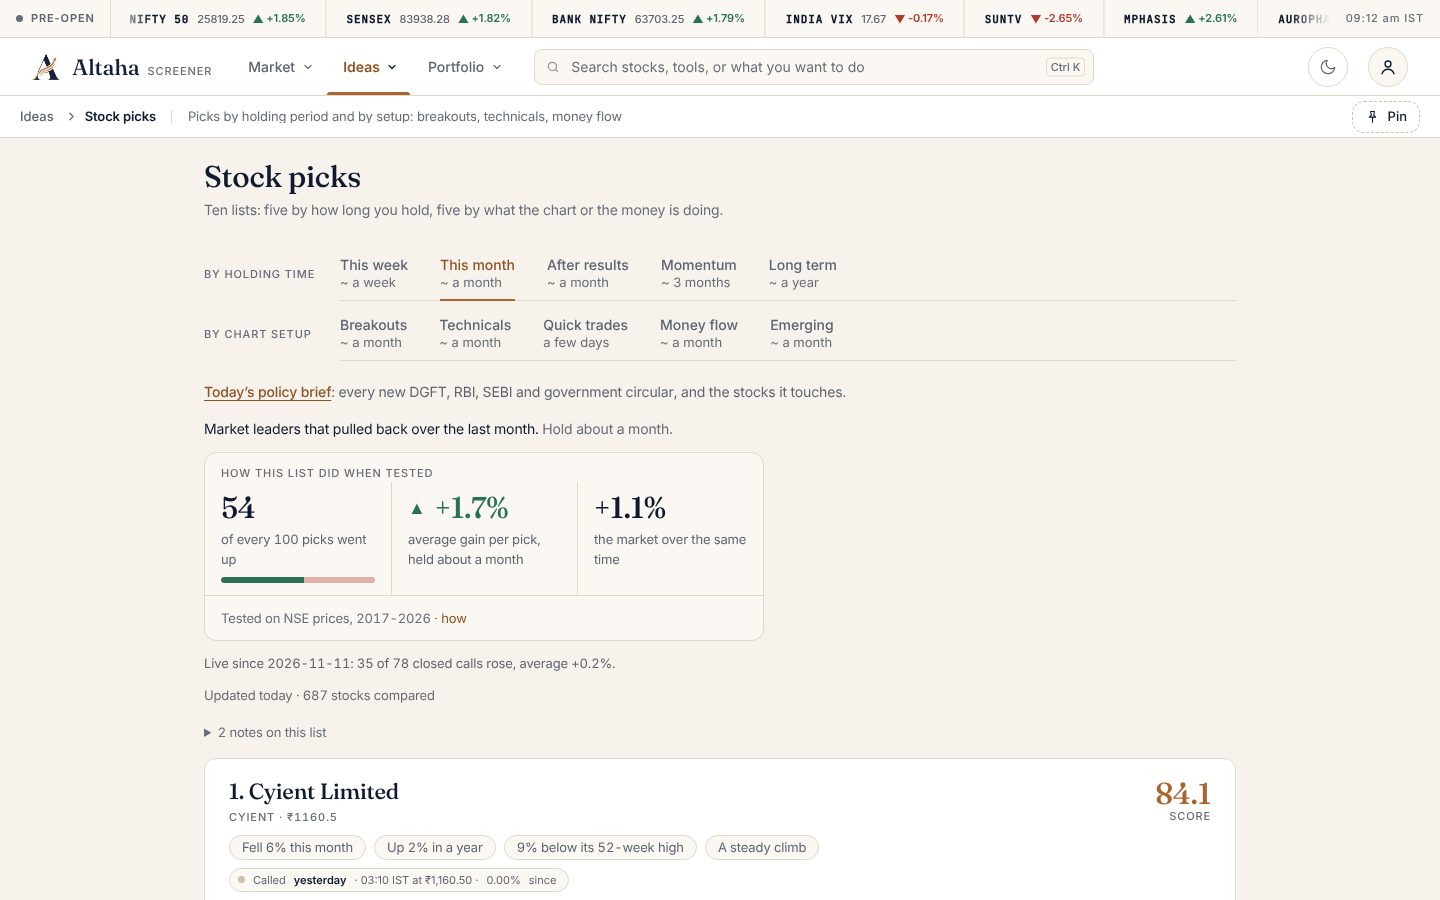 PRE-OPEN
NIFTY 50 25819.25 ▲ +1.85%
SENSEX 83938.28 ▲ +1.82%
BANK NIFTY 63703.25 ▲ +1.79%
INDIA VIX 17.67 ▼ -0.17%
SUNTV ▼ -2.65%
MPHASIS ▲ +2.61%
AUROPHA
09:12 am IST
Altaha SCREENER
Market
Ideas
Portfolio
Search stocks, tools, or what you want to do
Ctrl K
Ideas > Stock picks
Picks by holding period and by setup: breakouts, technicals, money flow
Pin
Stock picks
Ten lists: five by how long you hold, five by what the chart or the money is doing.
BY HOLDING TIME
This week
~ a week
This month
~ a month
After results
~ a month
Momentum
~ 3 months
Long term
~ a year
BY CHART SETUP
Breakouts
~ a month
Technicals
~ a month
Quick trades
a few days
Money flow
~ a month
Emerging
~ a month
Today's policy brief: every new DGFT, RBI, SEBI and government circular, and the stocks it touches.
Market leaders that pulled back over the last month. Hold about a month.
HOW THIS LIST DID WHEN TESTED
54
of every 100 picks went
up
▲ +1.7%
average gain per pick,
held about a month
+1.1%
the market over the same
time
Tested on NSE prices, 2017-2026 · how
Live since 2026-11-11: 35 of 78 closed calls rose, average +0.2%.
Updated today · 687 stocks compared
▶ 2 notes on this list
1. Cyient Limited
CYIENT · ₹1160.5
84.1
SCORE
Fell 6% this month
Up 2% in a year
9% below its 52-week high
A steady climb
Called yesterday · 03:10 IST at ₹1,160.50 · 0.00% since